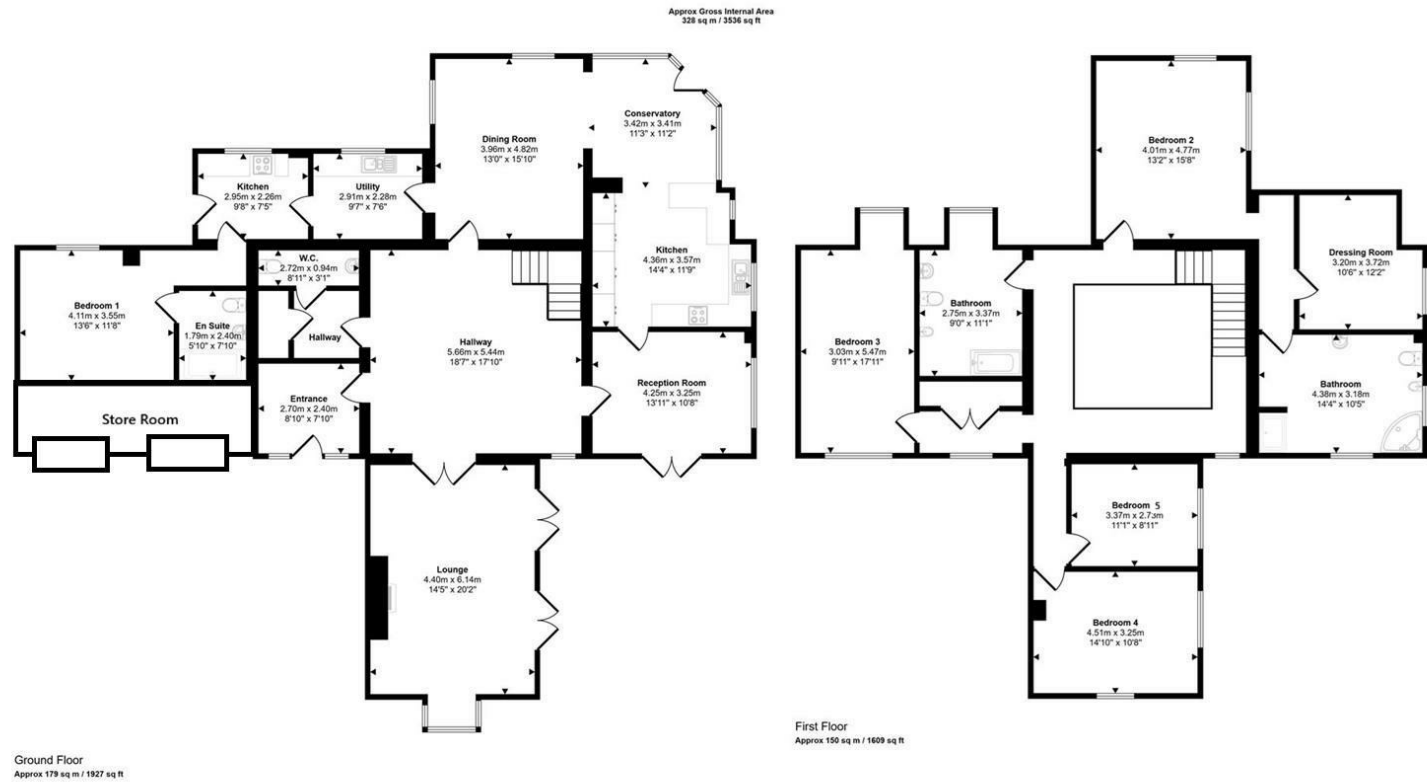 Approx Gross Internal Area
328 sq m / 3536 sq ft
Dining Room
3.96m x 4.82m
13'0" x 15'10"
Conservatory
3.42m x 3.41m
11'3" x 11'2"
Kitchen
2.95m x 2.26m
9'8" x 7'5"
Utility
2.91m x 2.28m
9'7" x 7'6"
Kitchen
4.36m x 3.57m
14'4" x 11'9"
W.C.
2.72m x 0.94m
8'11" x 3'1"
Bedroom 1
4.11m x 3.55m
13'6" x 11'8"
En Suite
1.79m x 2.40m
5'10" x 7'10"
Hallway
Hallway
5.66m x 5.44m
18'7" x 17'10"
Reception Room
4.25m x 3.25m
13'11" x 10'8"
Entrance
2.70m x 2.40m
8'10" x 7'10"
Store Room
Lounge
4.40m x 6.14m
14'5" x 20'2"
Ground Floor
Approx 179 sq m / 1927 sq ft
Bedroom 2
4.01m x 4.77m
13'2" x 15'8"
Dressing Room
3.20m x 3.72m
10'6" x 12'2"
Bathroom
2.75m x 3.37m
9'0" x 11'1"
Bedroom 3
3.03m x 5.47m
9'11" x 17'11"
Bathroom
4.38m x 3.18m
14'4" x 10'5"
Bedroom 5
3.37m x 2.73m
11'1" x 8'11"
Bedroom 4
4.51m x 3.25m
14'10" x 10'8"
First Floor
Approx 150 sq m / 1609 sq ft